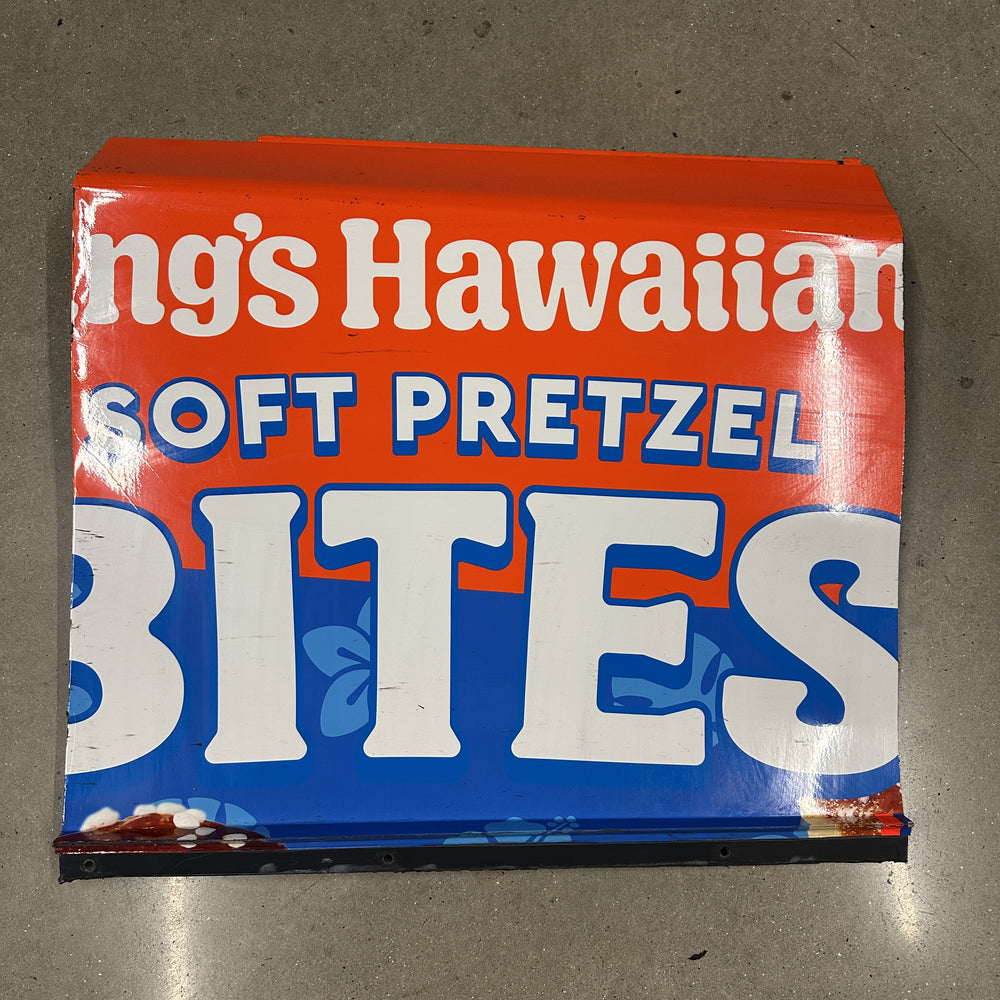 ng's Hawaiian
SOFT PRETZEL
BITES